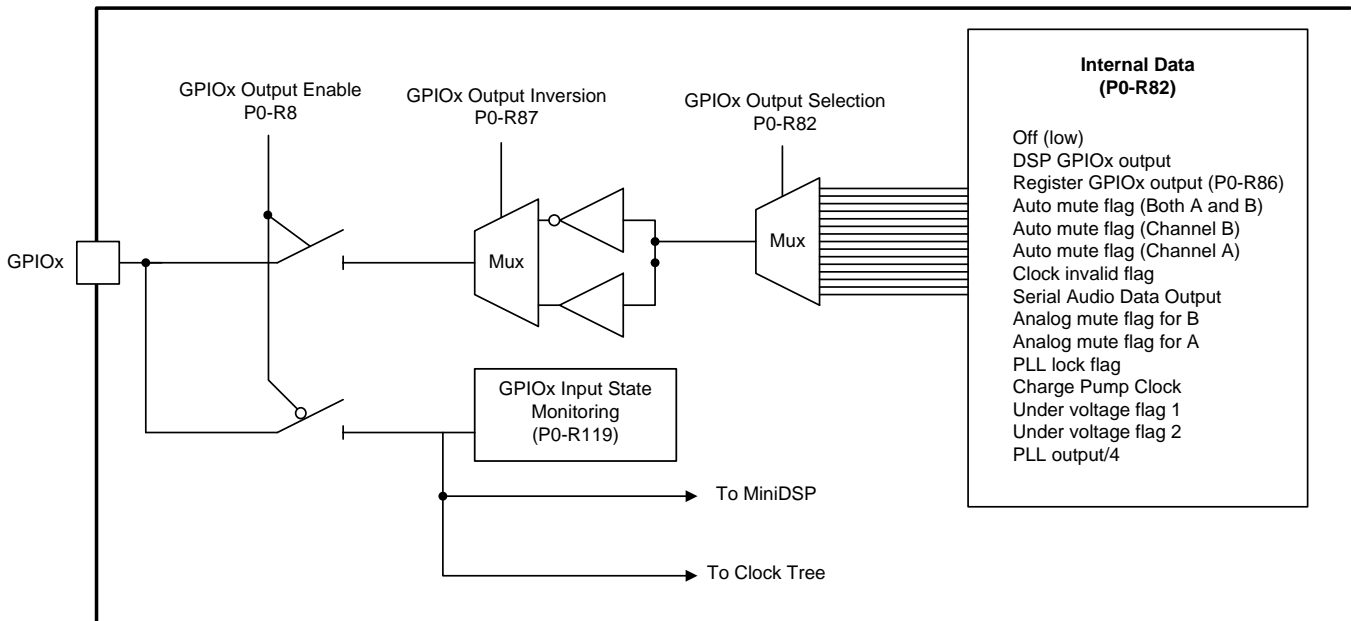 GPIOx Output Enable
P0-R8
GPIOx Output Inversion
P0-R87
GPIOx Output Selection
P0-R82
Internal Data
(P0-R82)
Off (low)
DSP GPIOx output
Register GPIOx output (P0-R86)
Auto mute flag (Both A and B)
Auto mute flag (Channel B)
Auto mute flag (Channel A)
Clock invalid flag
Serial Audio Data Output
Analog mute flag for B
Analog mute flag for A
PLL lock flag
Charge Pump Clock
Under voltage flag 1
Under voltage flag 2
PLL output/4
GPIOx
Mux
Mux
GPIOx Input State
Monitoring
(P0-R119)
To MiniDSP
To Clock Tree